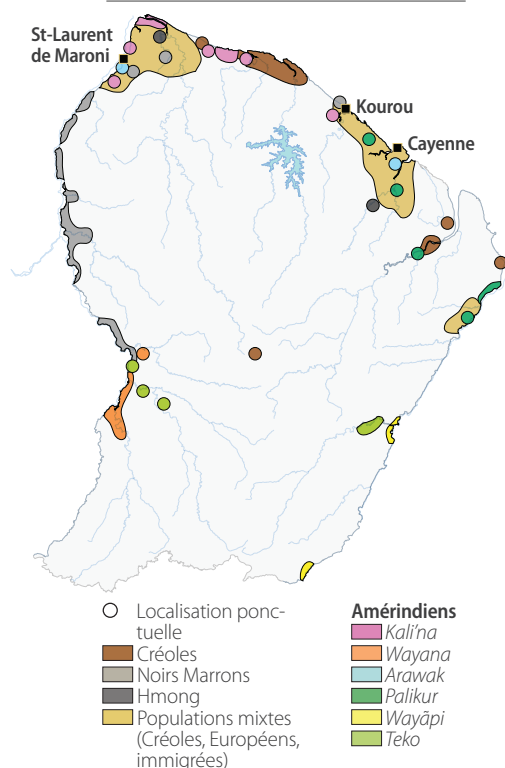 St-Laurent
de Maroni
Kourou
Cayenne
Localisation ponc-
tuelle
Créoles
Noirs Marrons
Hmong
Populations mixtes
(Créoles, Européens,
immigrées)
Amérindiens
Kali’na
Wayana
Arawak
Palikur
Wayãpi
Teko